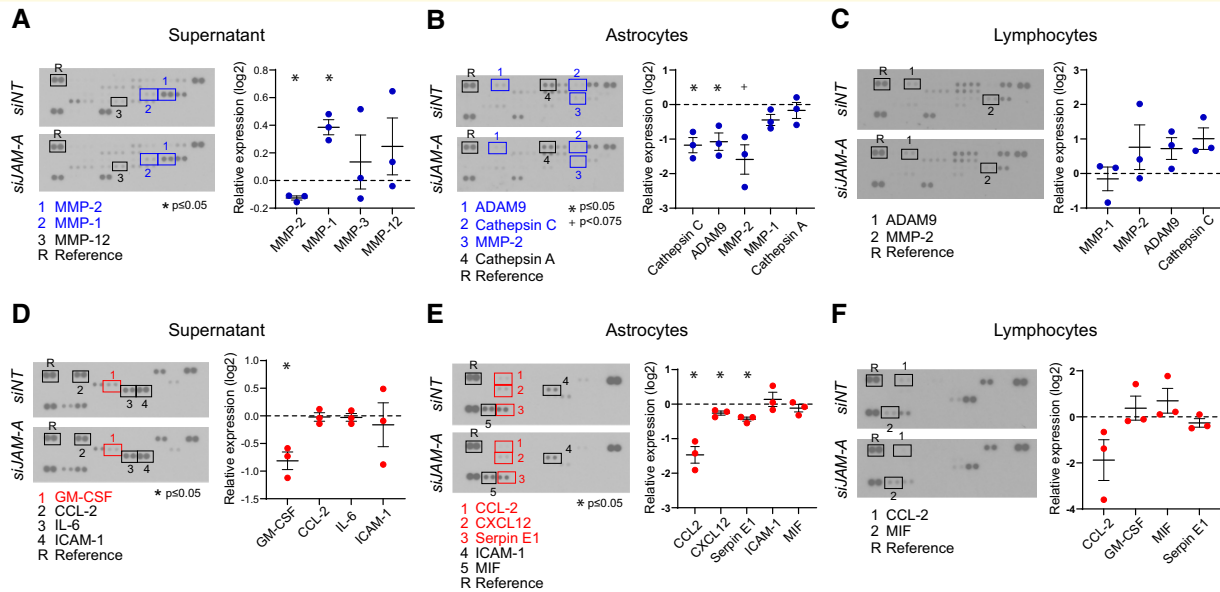 A
Supernatant
siNT
siJAM-A
R
1
2
3
R
1
2
3
1 MMP-2
2 MMP-1
3 MMP-12
R Reference
* p≤0.05
Relative expression (log2)
0.8
0.6
0.4
0.2
0.0
-0.2
* *
MMP-2
MMP-1
MMP-3
MMP-12
B
Astrocytes
siNT
siJAM-A
R
1
2
4
3
R
1
2
4
3
1 ADAM9
2 Cathepsin C
3 MMP-2
4 Cathepsin A
R Reference
* p≤0.05
+ p<0.075
Relative expression (log2)
1
0
-1
-2
-3
* * +
Cathepsin C
ADAM9
MMP-2
MMP-1
Cathepsin A
C
Lymphocytes
siNT
siJAM-A
R
1
2
R
1
2
1 ADAM9
2 MMP-2
R Reference
Relative expression (log2)
3
2
1
0
-1
MMP-1
MMP-2
ADAM9
Cathepsin C
D
Supernatant
siNT
siJAM-A
R
1
2
3 4
R
1
2
3 4
1 GM-CSF
2 CCL-2
3 IL-6
4 ICAM-1
R Reference
* p≤0.05
Relative expression (log2)
1.0
0.5
0.0
-0.5
-1.0
-1.5
*
GM-CSF
CCL-2
IL-6
ICAM-1
E
Astrocytes
siNT
siJAM-A
R
1
2
4
3
5
R
1
2
4
3
5
1 CCL-2
2 CXCL12
3 Serpin E1
4 ICAM-1
5 MIF
R Reference
* p≤0.05
Relative expression (log2)
1
0
-1
-2
-3
* * *
CCL2
CXCL12
Serpin E1
ICAM-1
MIF
F
Lymphocytes
siNT
siJAM-A
R
1
2
R
1
2
1 CCL-2
2 MIF
R Reference
Relative expression (log2)
2
0
-2
-4
CCL-2
GM-CSF
MIF
Serpin E1